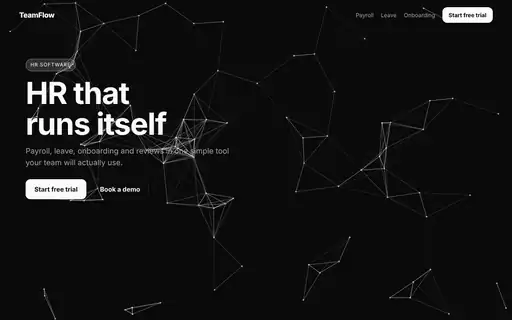 TeamFlow
Payroll Leave Onboarding Start free trial
HR SOFTWARE
HR that
runs itself
Payroll, leave, onboarding and reviews in one simple tool
your team will actually use.
Start free trial Book a demo